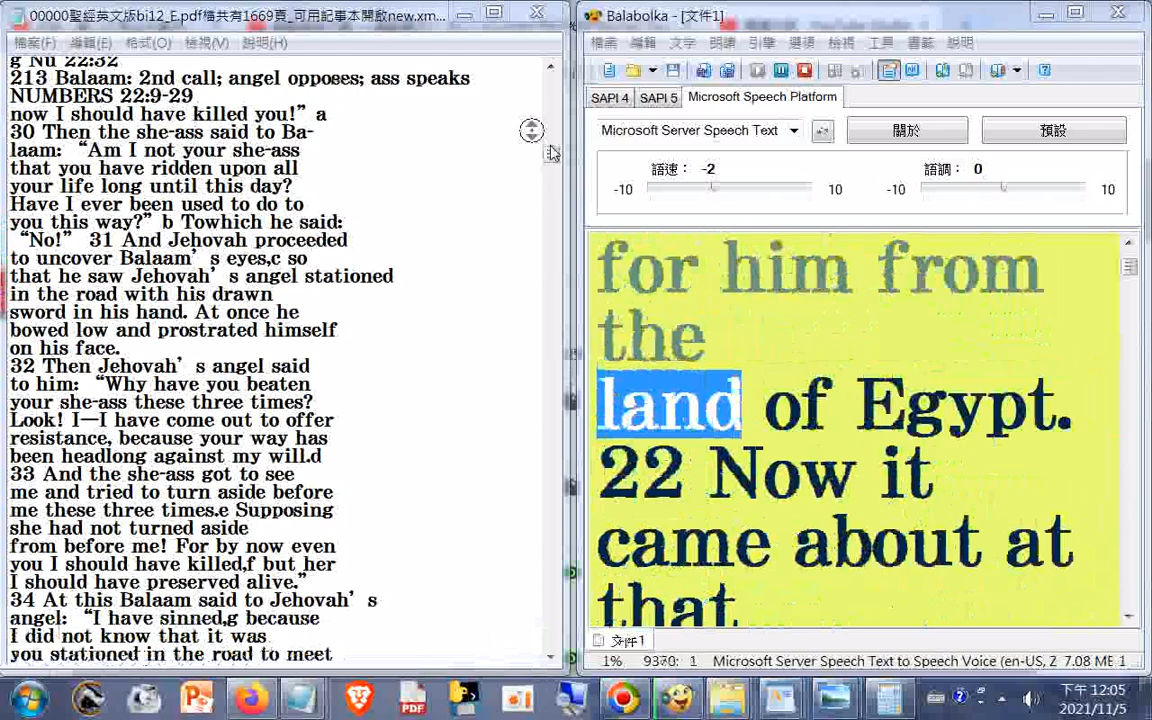 00000聖經英文版bi12_E.pdf檔共有1669頁_可用記事本開啟new.xm...
檔案(F) 編輯(E) 格式(O) 檢視(V) 說明(H)
g Nu 22:32
213 Balaam: 2nd call; angel opposes; ass speaks
NUMBERS 22:9-29
now I should have killed you!” a
30 Then the she-ass said to Ba-
laam: “Am I not your she-ass
that you have ridden upon all
your life long until this day?
Have I ever been used to do to
you this way?” b Towhich he said:
“No!” 31 And Jehovah proceeded
to uncover Balaam’s eyes,c so
that he saw Jehovah’s angel stationed
in the road with his drawn
sword in his hand. At once he
bowed low and prostrated himself
on his face.
32 Then Jehovah’s angel said
to him: “Why have you beaten
your she-ass these three times?
Look! I—I have come out to offer
resistance, because your way has
been headlong against my will.d
33 And the she-ass got to see
me and tried to turn aside before
me these three times.e Supposing
she had not turned aside
from before me! For by now even
you I should have killed,f but her
I should have preserved alive.”
34 At this Balaam said to Jehovah’s
angel: “I have sinned,g because
I did not know that it was
you stationed in the road to meet
Balabolka - [文件1]
檔案 編輯 文字 朗讀 引擎 選項 檢視 工具 書籤 說明
SAPI 4 SAPI 5 Microsoft Speech Platform
Microsoft Server Speech Text 關於 預設
語速： -2 語調： 0
-10 10 -10 10
for him from
the
land of Egypt.
22 Now it
came about at
that
文件1
1% 9370: 1 Microsoft Server Speech Text to Speech Voice (en-US, Z 7.08 ME 1
PDF
下午 12:05
2021/11/5